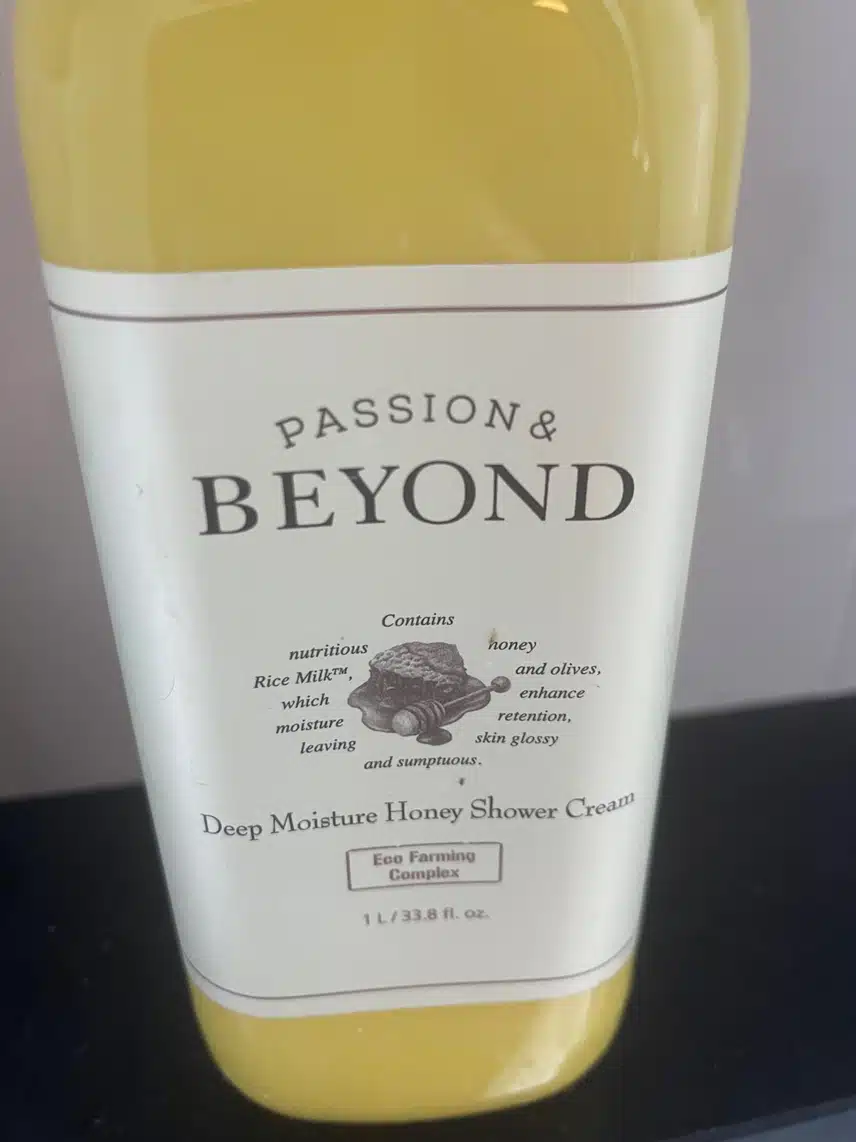 PASSION &
BEYOND
Contains
nutritious honey
Rice Milk™, and olives,
which enhance
moisture retention,
leaving skin glossy
and sumptuous.
Deep Moisture Honey Shower Cream
Eco Farming
Complex
1 L / 33.8 fl. oz.